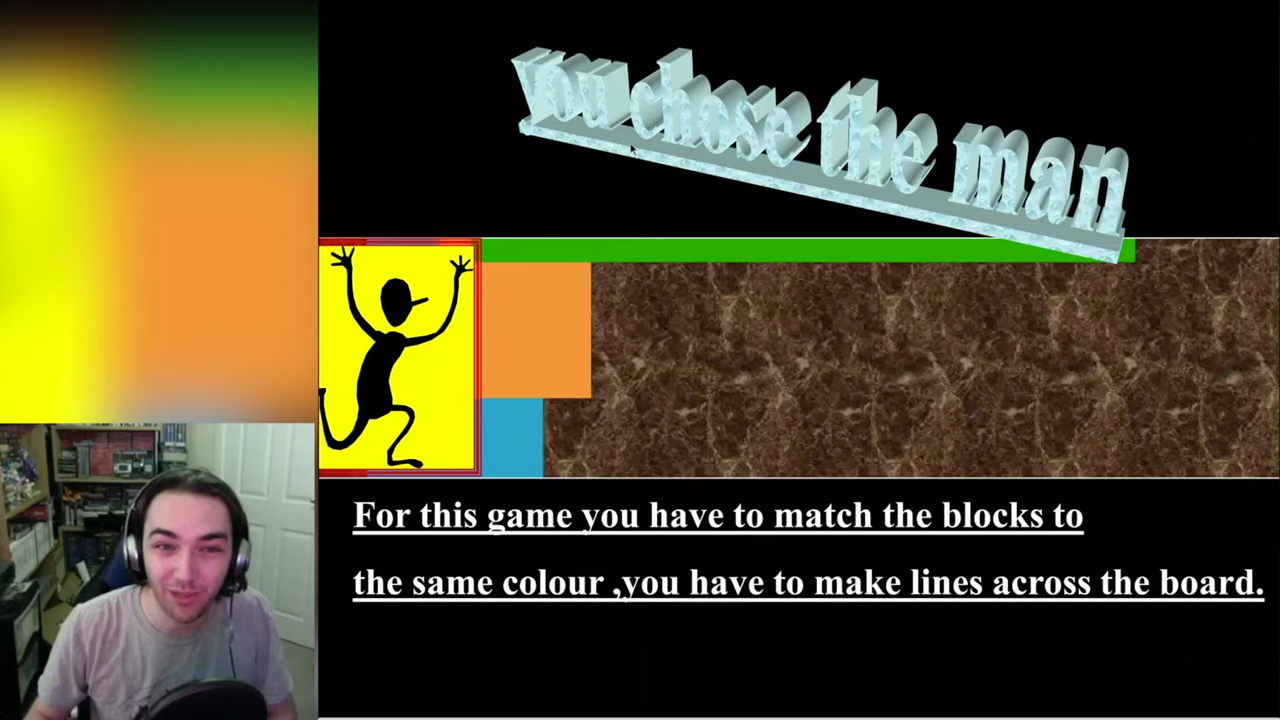 you chose the man
For this game you have to match the blocks to
the same colour ,you have to make lines across the board.